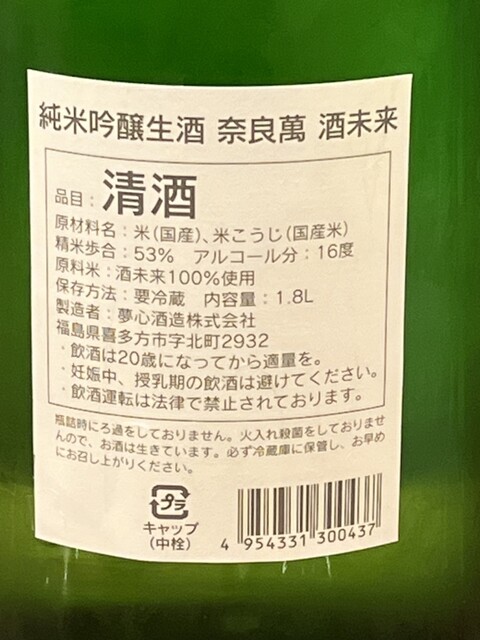 純米吟醸生酒 奈良萬 酒未来
品目：清酒
原材料名：米（国産）、米こうじ（国産米）
精米歩合：53%　アルコール分：16度
原料米：酒未来100%使用
保存方法：要冷蔵　内容量：1.8L
製造者：夢心酒造株式会社
福島県喜多方市字北町2932
・飲酒は20歳になってから適量を。
・妊娠中、授乳期の飲酒は避けてください。
・飲酒運転は法律で禁止されております。
瓶詰時にろ過をしておりません。火入れ殺菌をしておりませ
んので、お酒は生きています。必ず冷蔵庫に保管し、お早め
にお召し上がりください。
プラ
キャップ
（中栓）
4 954331 300437